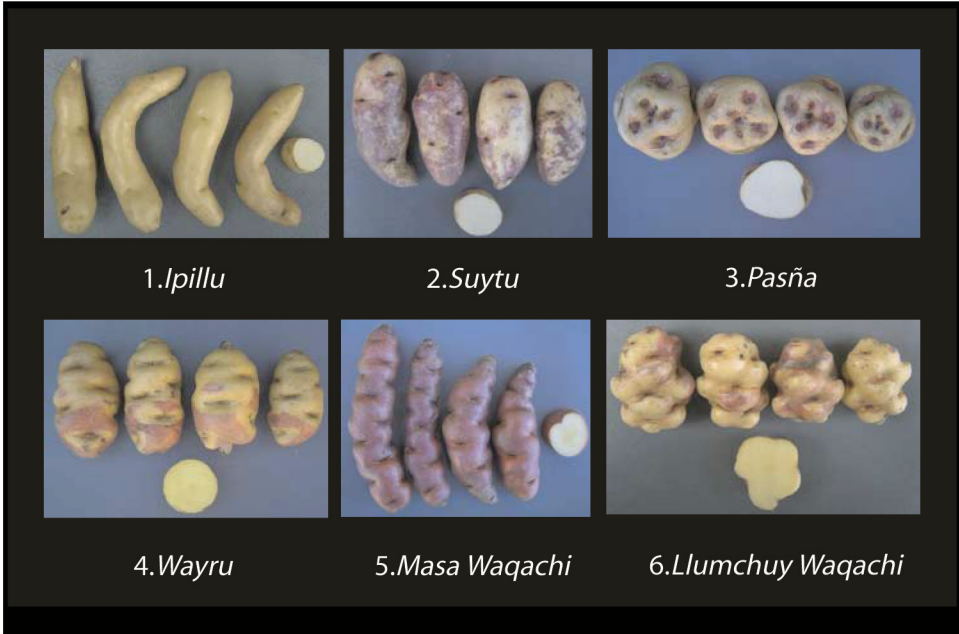 1.Ipillu
2.Suytu
3.Pasña
4.Wayru
5.Masa Waqachi
6.Llumchuy Waqachi